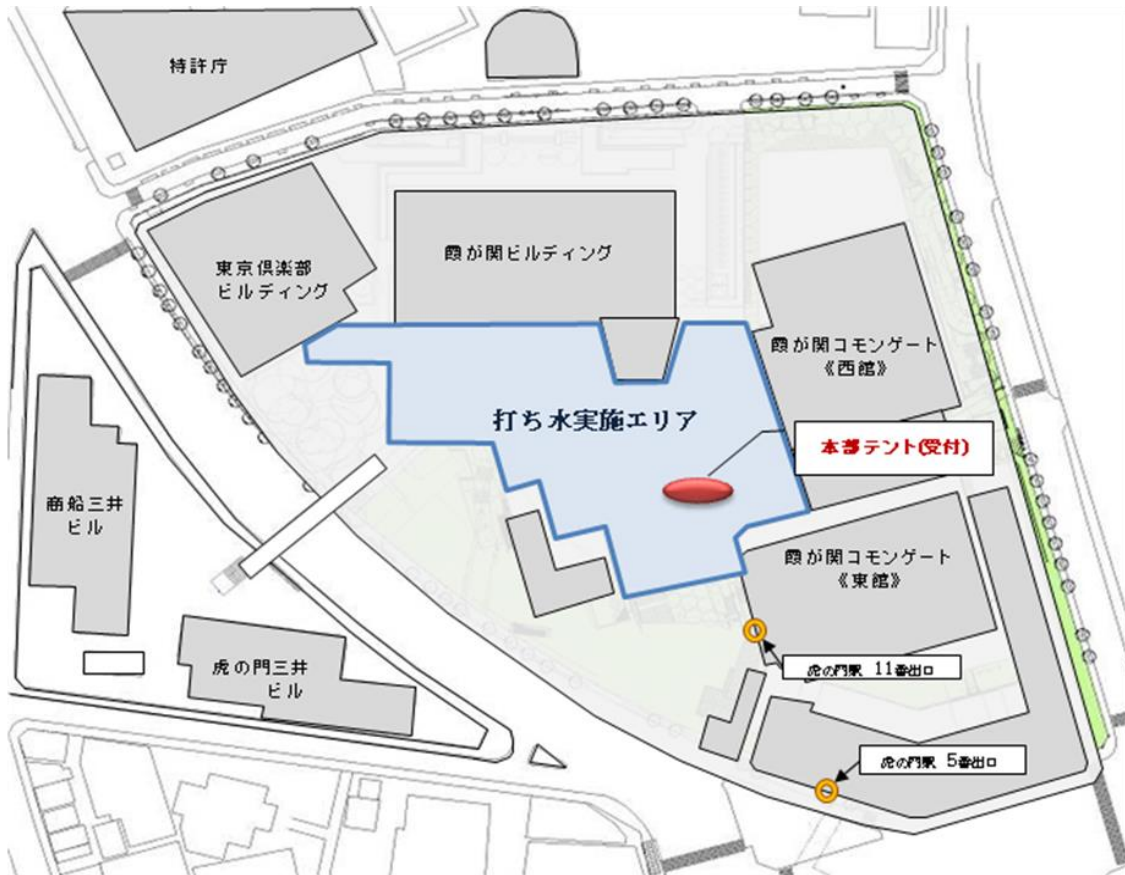 特許庁
東京倶楽部
ビルディング
霞が関ビルディング
霞が関コモンゲート
《西館》
打ち水実施エリア
本部テント(受付)
商船三井
ビル
霞が関コモンゲート
《東館》
虎の門三井
ビル
虎の門駅 11番出口
虎の門駅 5番出口